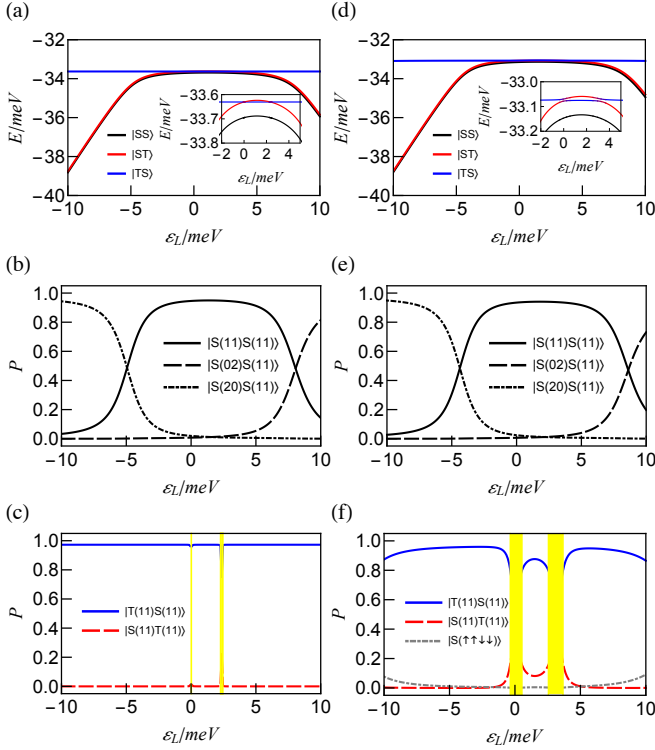 (a)
−32
−34
−36
−38
−40
E/meV
|SS⟩
|ST⟩
|TS⟩
−33.6
−33.7
−33.8
E/meV
−2 0 2 4
ε_L/meV
−10 −5 0 5 10
ε_L/meV
(d)
−32
−34
−36
−38
−40
E/meV
|SS⟩
|ST⟩
|TS⟩
−33.0
−33.1
−33.2
E/meV
−2 0 2 4
ε_L/meV
−10 −5 0 5 10
ε_L/meV
(b)
1.0
0.8
0.6
0.4
0.2
0.0
P
|S(11)S(11)⟩
|S(02)S(11)⟩
|S(20)S(11)⟩
−10 −5 0 5 10
ε_L/meV
(e)
1.0
0.8
0.6
0.4
0.2
0.0
P
|S(11)S(11)⟩
|S(02)S(11)⟩
|S(20)S(11)⟩
−10 −5 0 5 10
ε_L/meV
(c)
1.0
0.8
0.6
0.4
0.2
0.0
P
|T(11)S(11)⟩
|S(11)T(11)⟩
−10 −5 0 5 10
ε_L/meV
(f)
1.0
0.8
0.6
0.4
0.2
0.0
P
|T(11)S(11)⟩
|S(11)T(11)⟩
|S(↑↑↓↓)⟩
−10 −5 0 5 10
ε_L/meV